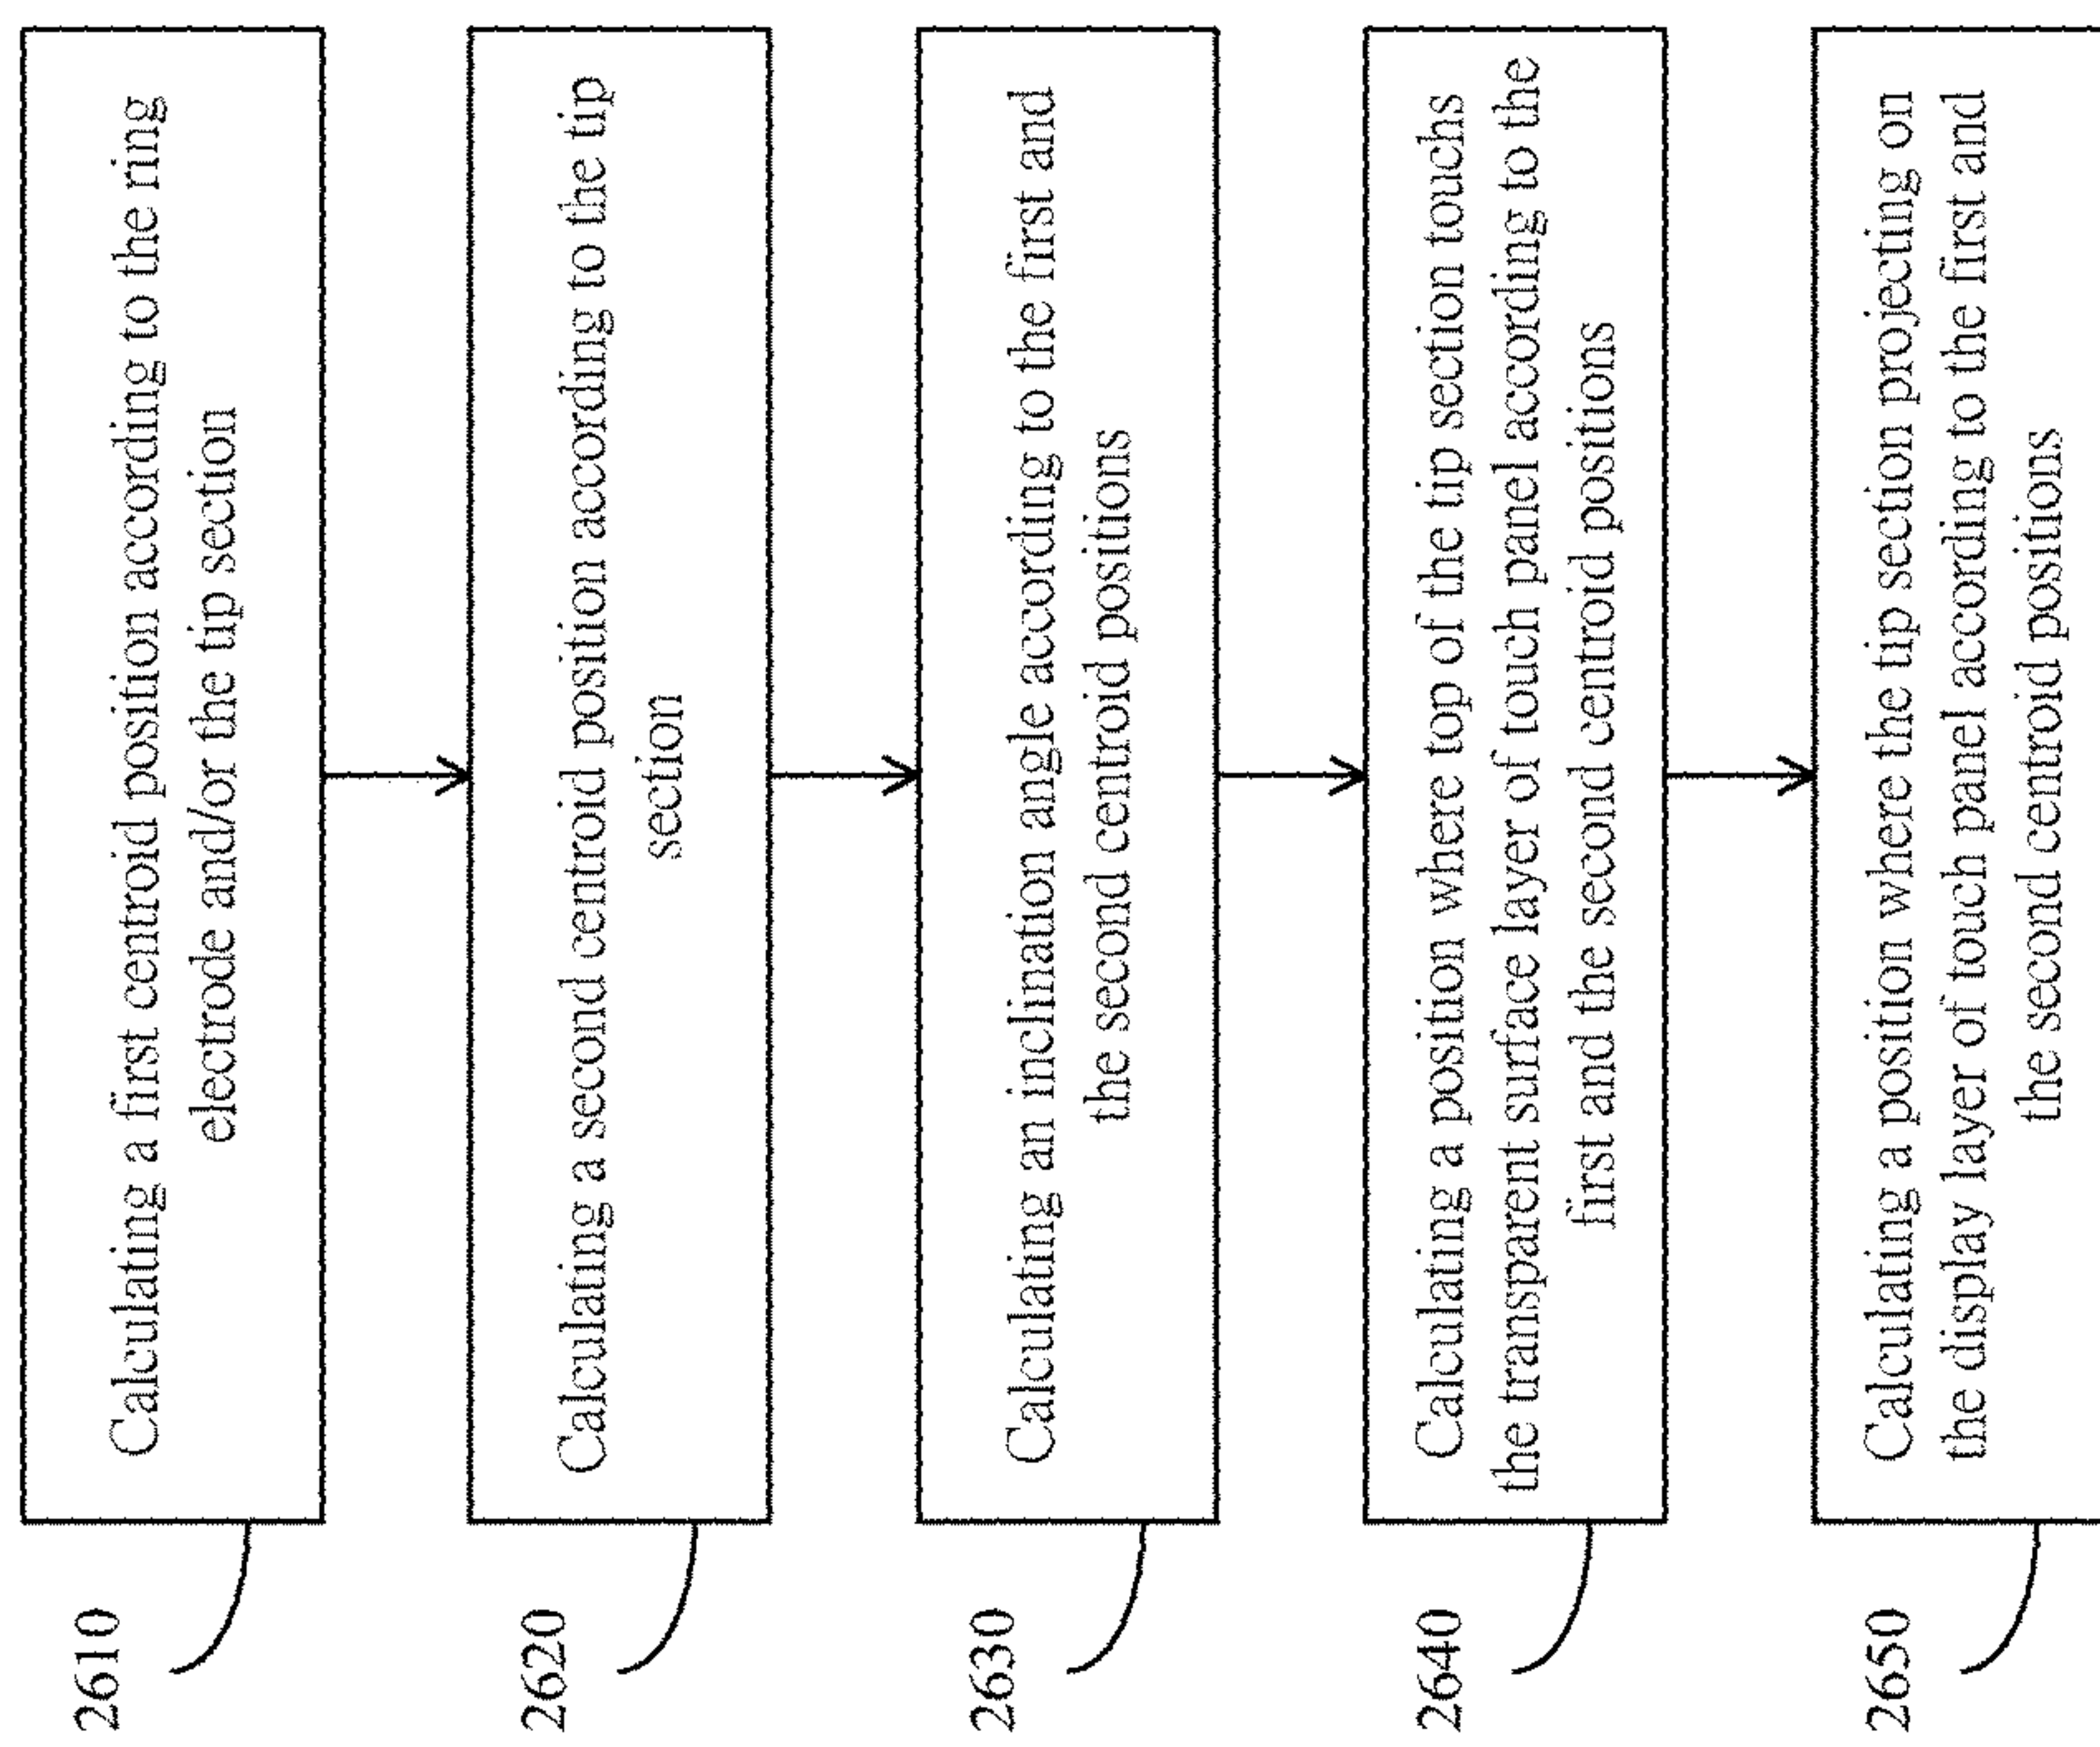 2610
Calculating a first centroid position according to the ring
electrode and/or the tip section
2620
Calculating a second centroid position according to the tip
section
2630
Calculating an inclination angle according to the first and
the second centroid positions
2640
Calculating a position where top of the tip section touchs
the transparent surface layer of touch panel according to the
first and the second centroid positions
2650
Calculating a position where the tip section projecting on
the display layer of touch panel according to the first and
the second centroid positions